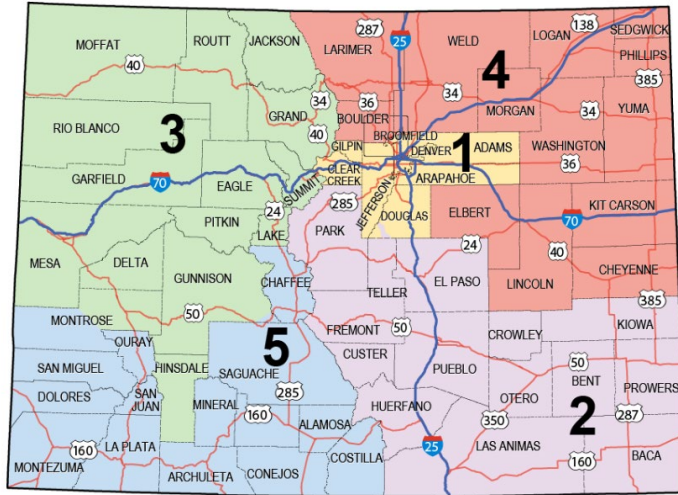 MOFFAT
ROUTT
JACKSON
LARIMER
287
25
WELD
LOGAN
138
SEDGWICK
PHILLIPS
385
40
4
GRAND
34
36
34
34
YUMA
MORGAN
BOULDER
RIO BLANCO
3
40
BROOMFIELD
GILPIN
DENVER
1
ADAMS
WASHINGTON
36
GARFIELD
70
EAGLE
SUMMIT
CLEAR
CREEK
JEFFERSON
ARAPAHOE
24
285
PITKIN
LAKE
PARK
DOUGLAS
ELBERT
70
KIT CARSON
24
40
MESA
DELTA
GUNNISON
CHAFFEE
TELLER
EL PASO
LINCOLN
CHEYENNE
385
50
MONTROSE
OURAY
5
FREMONT
50
CROWLEY
KIOWA
SAN MIGUEL
HINSDALE
SAGUACHE
CUSTER
PUEBLO
50
BENT
PROWERS
DOLORES
SAN
JUAN
MINERAL
285
160
ALAMOSA
HUERFANO
OTERO
350
2
287
160
LA PLATA
COSTILLA
25
LAS ANIMAS
160
BACA
MONTEZUMA
ARCHULETA
CONEJOS